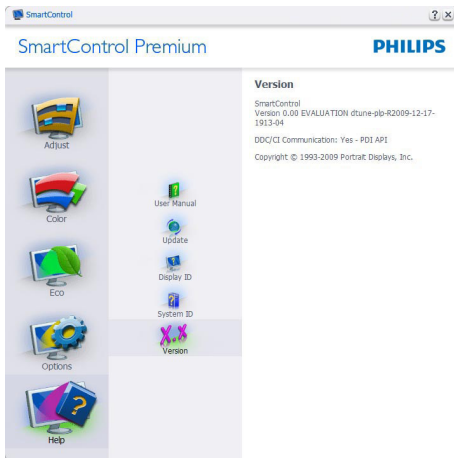 SmartControl
? x
SmartControl Premium
PHILIPS
Adjust
Color
Eco
Options
Help
User Manual
Update
Display ID
System ID
X.X
Version
Version
SmartControl
Version 0.00 EVALUATION dtune-plp-R2009-12-17-
1913-04
DDC/CI Communication: Yes - PDI API
Copyright © 1993-2009 Portrait Displays, Inc.